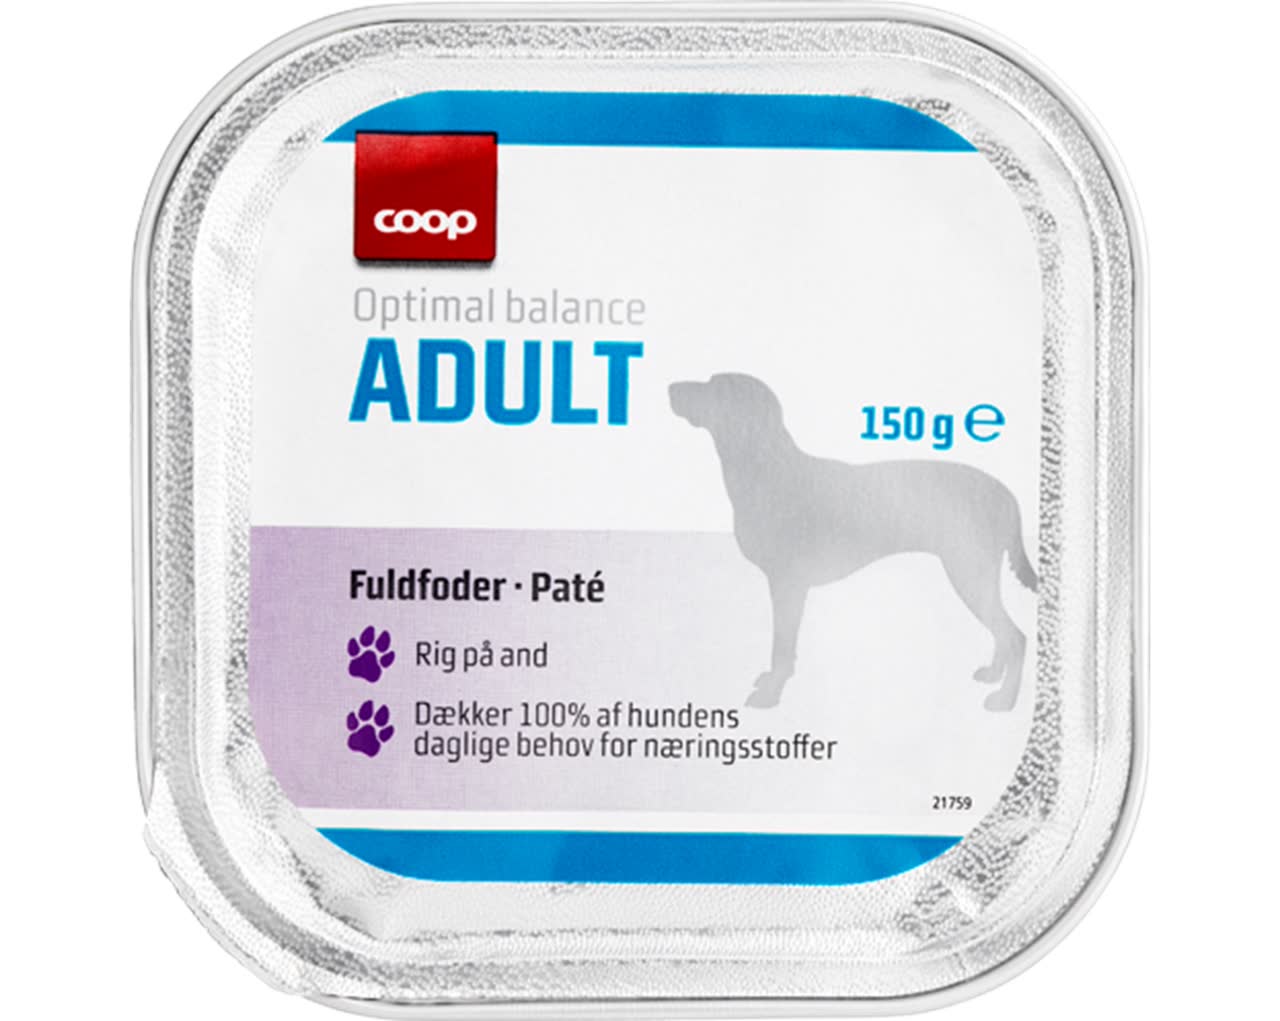 coop
Optimal balance
ADULT
150 g ℮
Fuldfoder · Paté
Rig på and
Dækker 100% af hundens
daglige behov for næringsstoffer
21759